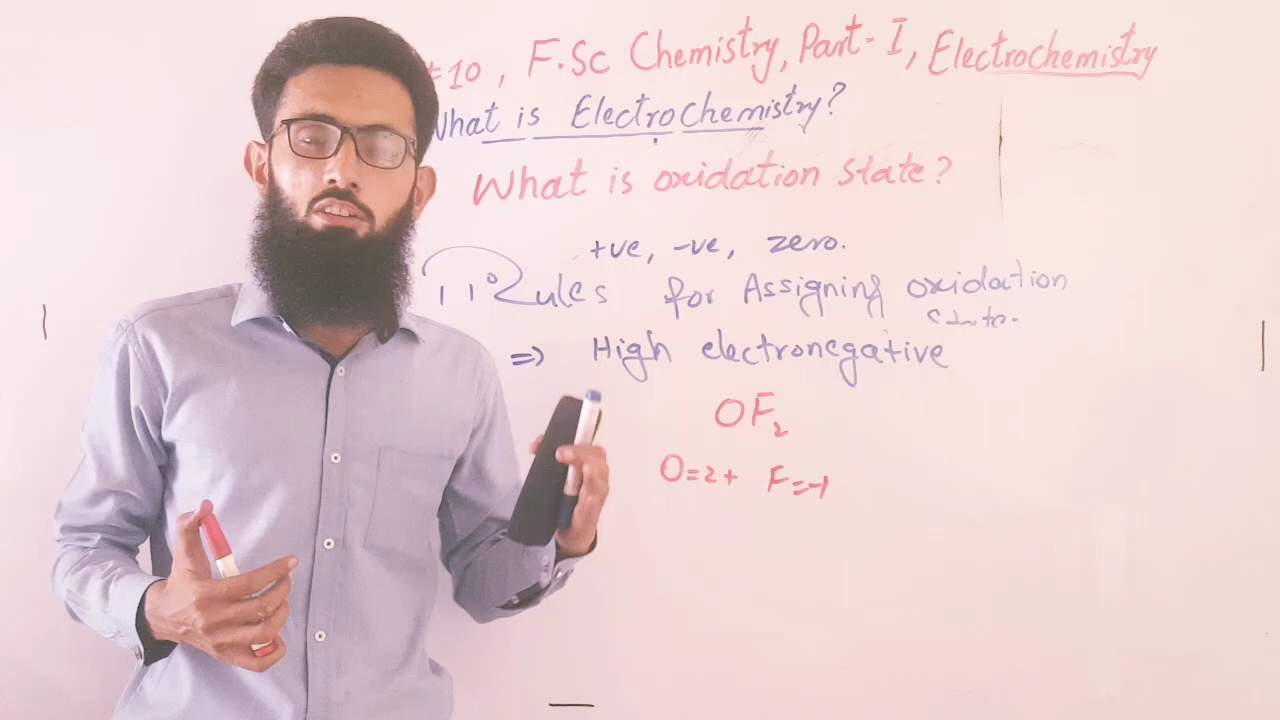 10, F.Sc Chemistry, Part-I, Electrochemistry
What is Electrochemistry?
What is oxidation state?
+ve, -ve, zero.
Rules for Assigning oxidation
⇒ High electronegative
OF₂
O=2+ F=-1